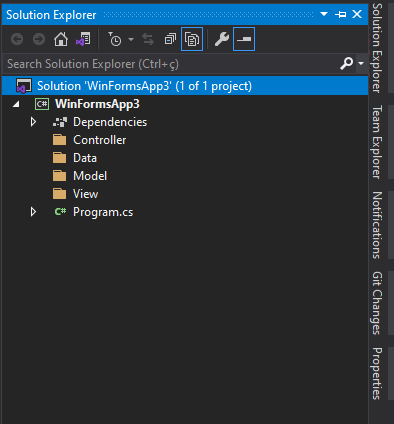 Solution Explorer
Search Solution Explorer (Ctrl+ç)
Solution 'WinFormsApp3' (1 of 1 project)
C# WinFormsApp3
Dependencies
Controller
Data
Model
View
C# Program.cs
Solution Explorer
Team Explorer
Notifications
Git Changes
Properties